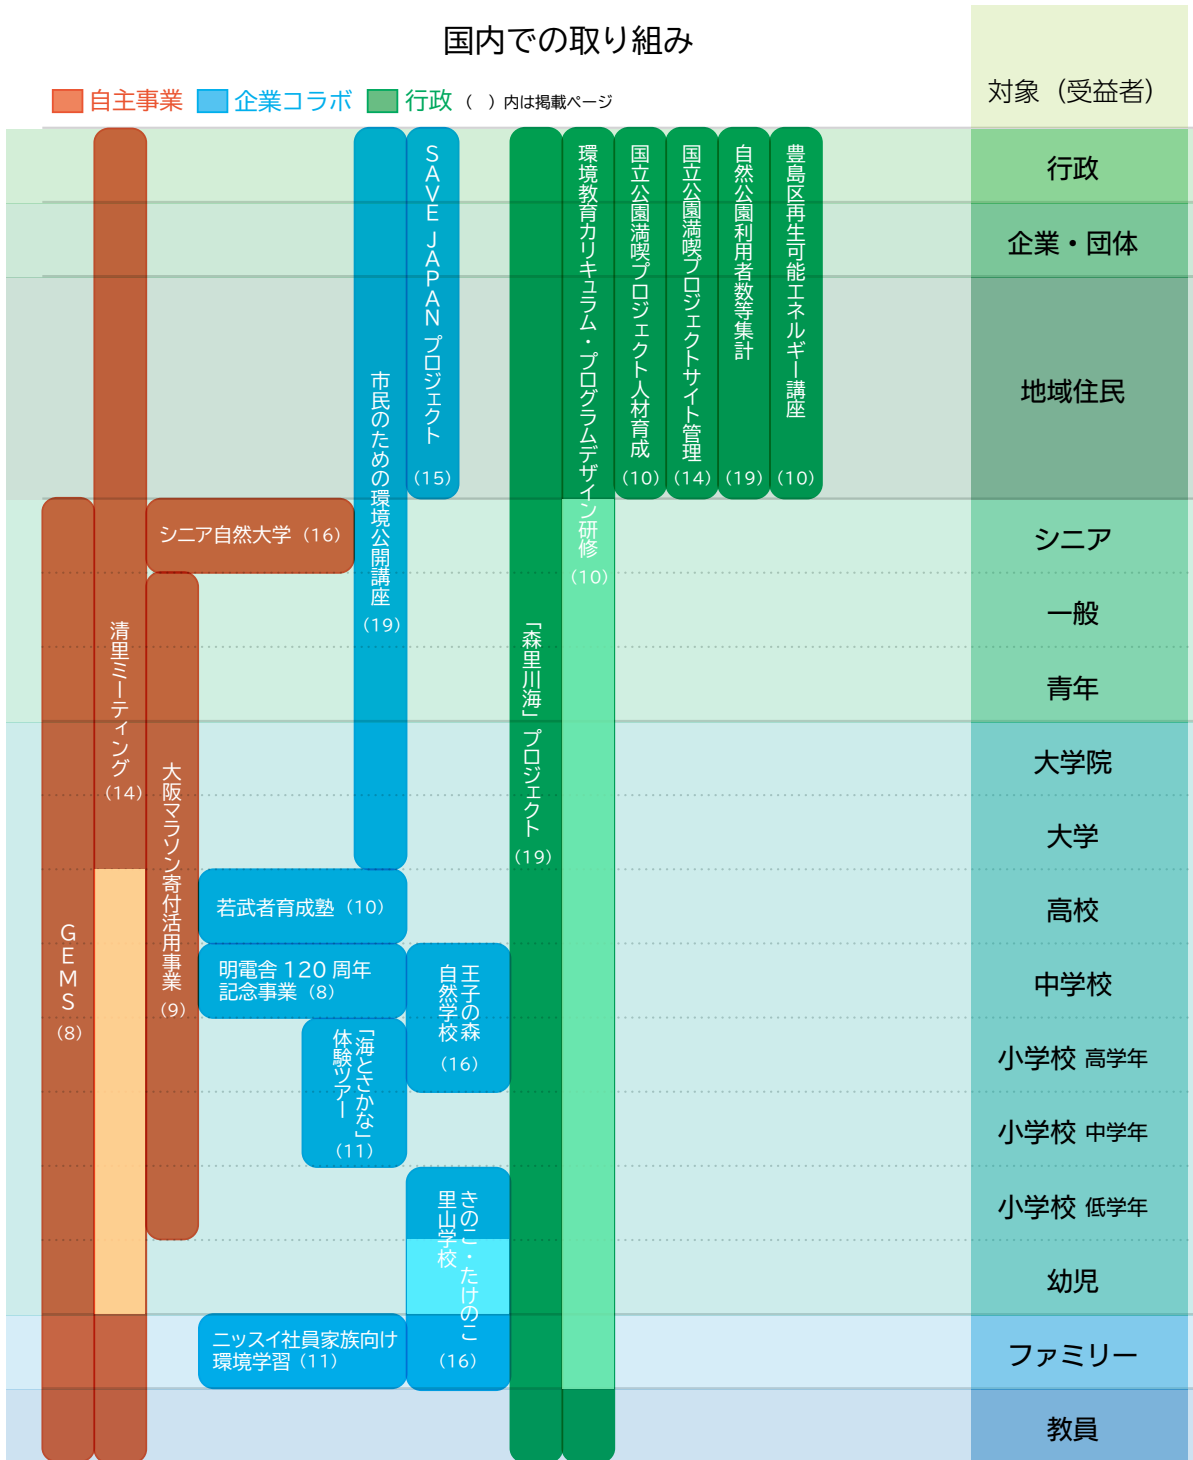 国内での取り組み
対象（受益者）
自主事業 企業コラボ 行政 （ ）内は掲載ページ
行政
企業・団体
地域住民
シニア
一般
青年
大学院
大学
高校
中学校
小学校 高学年
小学校 中学年
小学校 低学年
幼児
ファミリー
教員
GEMS
（8）
清里ミーティング
（14）
シニア自然大学（16）
大阪マラソン寄付活用事業
（9）
市民のための環境公開講座
（19）
SAVE JAPAN プロジェクト
（15）
若武者育成塾（10）
明電舎 120 周年
記念事業（8）
「海とさかな」
体験ツアー
（11）
王子の森
自然学校
（16）
きのこ・たけのこ
里山学校
（16）
ニッスイ社員家族向け
環境学習（11）
「森里川海」プロジェクト
（19）
環境教育カリキュラム・プログラムデザイン研修
（10）
国立公園満喫プロジェクト人材育成
（10）
国立公園満喫プロジェクトサイト管理
（14）
自然公園利用者数等集計
（19）
豊島区再生可能エネルギー講座
（10）